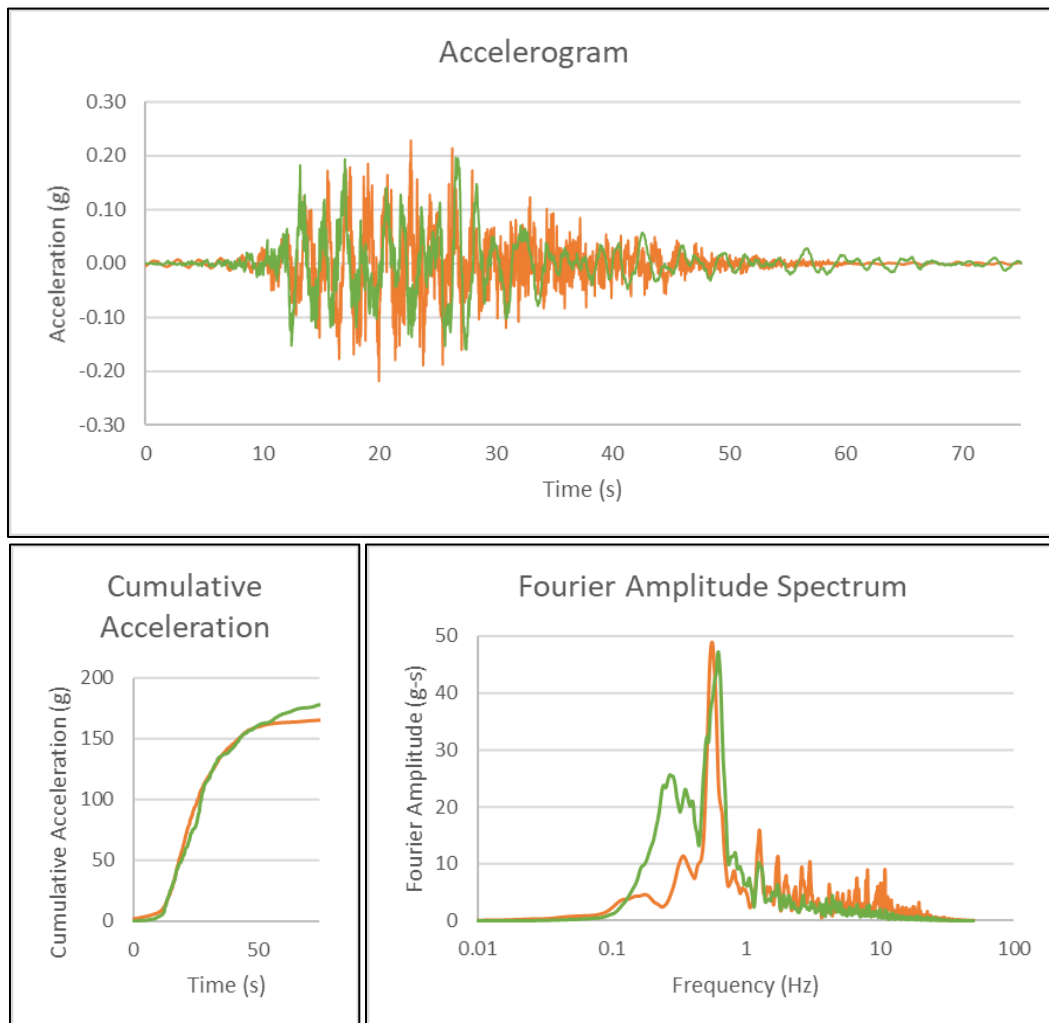 Accelerogram
Acceleration (g)
0.30
0.20
0.10
0.00
-0.10
-0.20
-0.30
0 10 20 30 40 50 60 70
Time (s)
Cumulative
Acceleration
Cumulative Acceleration (g)
200
150
100
50
0
0 50
Time (s)
Fourier Amplitude Spectrum
Fourier Amplitude (g-s)
50
40
30
20
10
0
0.01 0.1 1 10 100
Frequency (Hz)